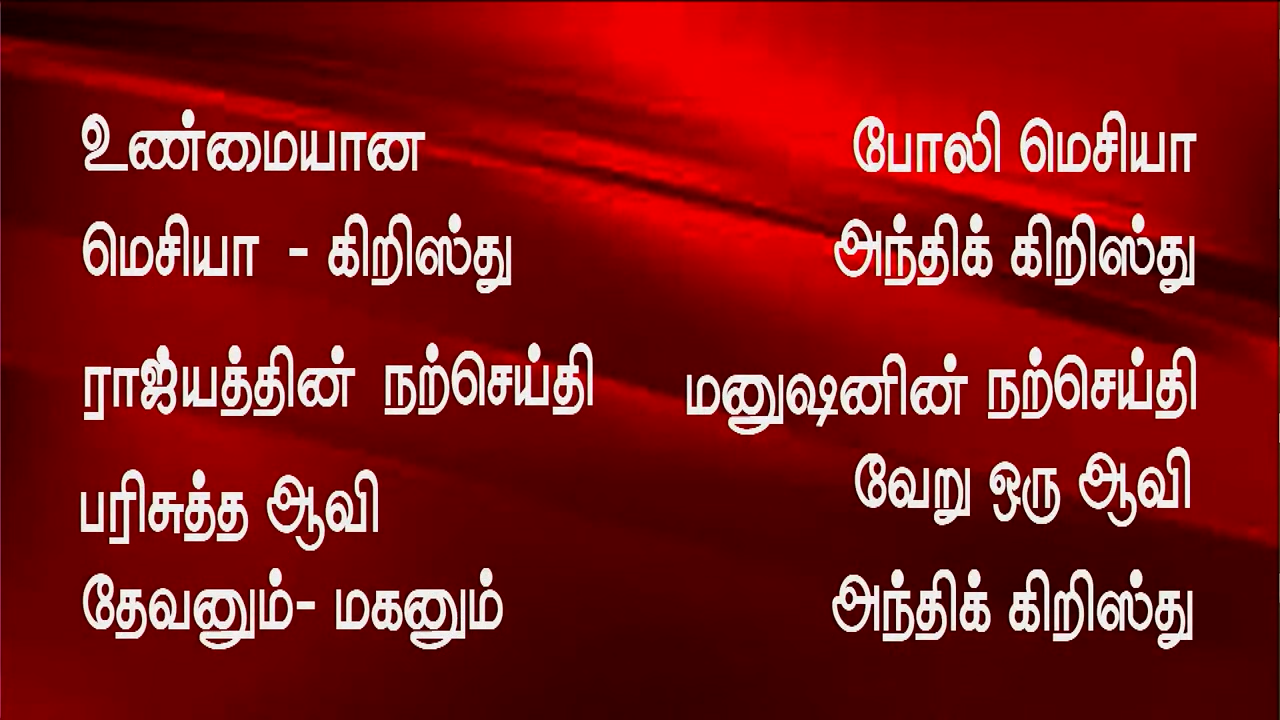 உண்மையான
மெசியா - கிறிஸ்து
ராஜ்யத்தின் நற்செய்தி
பரிசுத்த ஆவி
தேவனும்- மகனும்
போலி மெசியா
அந்திக் கிறிஸ்து
மனுஷனின் நற்செய்தி
வேறு ஒரு ஆவி
அந்திக் கிறிஸ்து